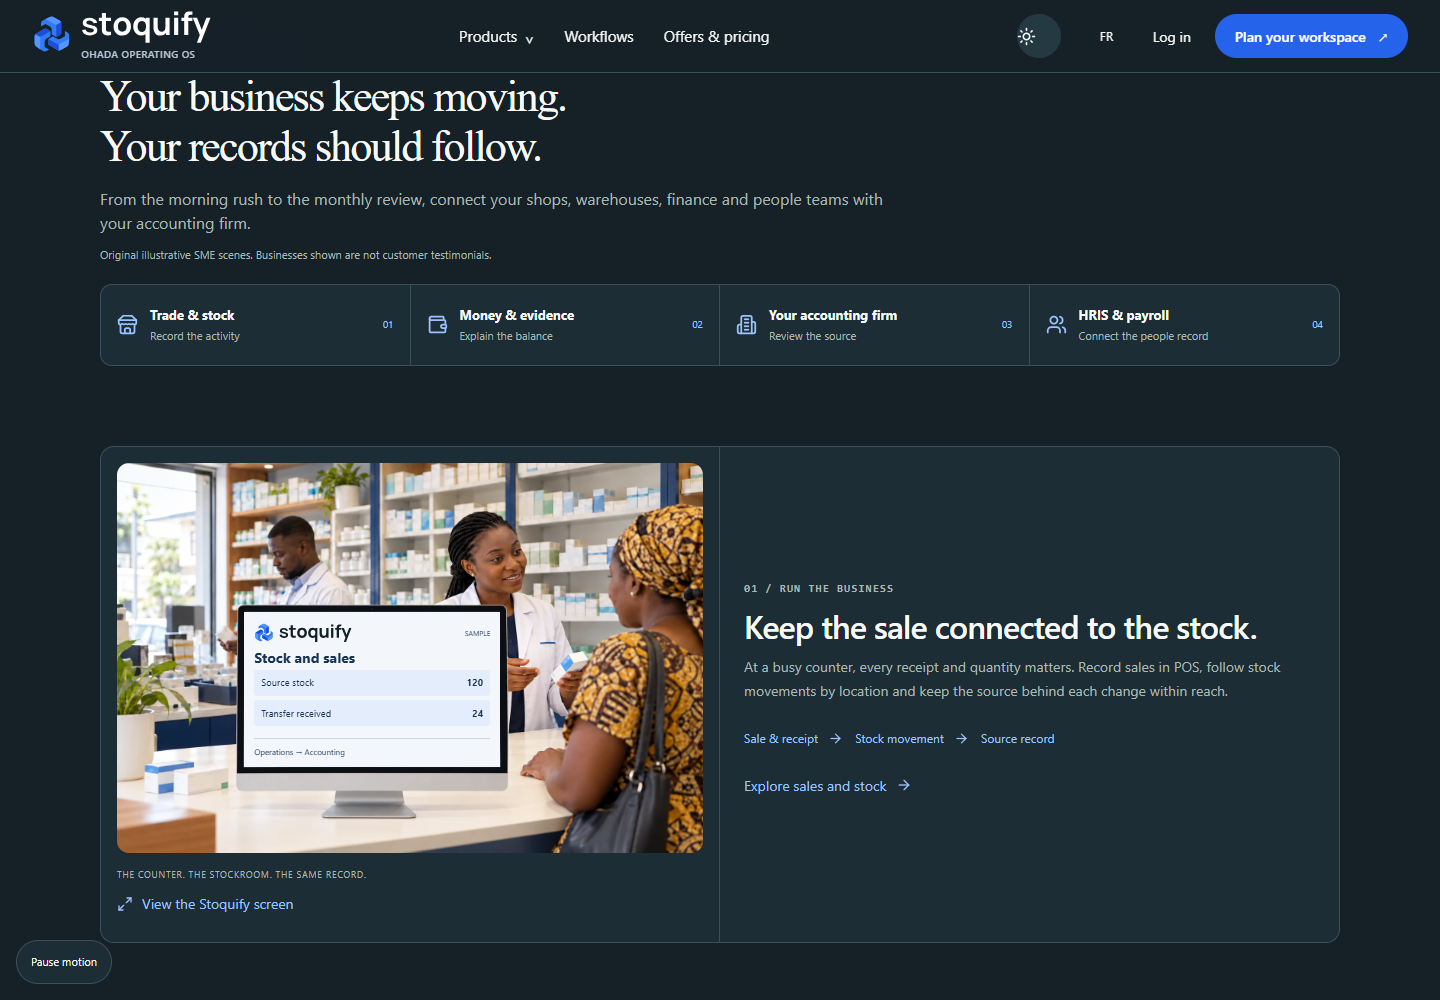 stoquify
OHADA OPERATING OS
Products
Workflows
Offers & pricing
FR
Log in
Plan your workspace ↗
Your business keeps moving.
Your records should follow.
From the morning rush to the monthly review, connect your shops, warehouses, finance and people teams with
your accounting firm.
Original illustrative SME scenes. Businesses shown are not customer testimonials.
Trade & stock
Record the activity
01
Money & evidence
Explain the balance
02
Your accounting firm
Review the source
03
HRIS & payroll
Connect the people record
04
stoquify
SAMPLE
Stock and sales
Source stock 120
Transfer received 24
Operations → Accounting
THE COUNTER. THE STOCKROOM. THE SAME RECORD.
View the Stoquify screen
01 / RUN THE BUSINESS
Keep the sale connected to the stock.
At a busy counter, every receipt and quantity matters. Record sales in POS, follow stock
movements by location and keep the source behind each change within reach.
Sale & receipt → Stock movement → Source record
Explore sales and stock →
Pause motion